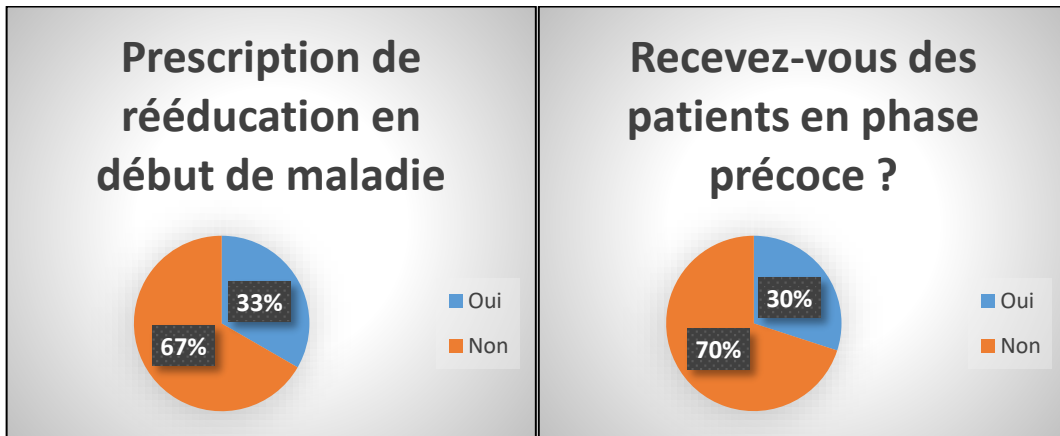 Prescription de
rééducation en
début de maladie
33%
67%
Oui
Non
Recevez-vous des
patients en phase
précoce ?
30%
70%
Oui
Non